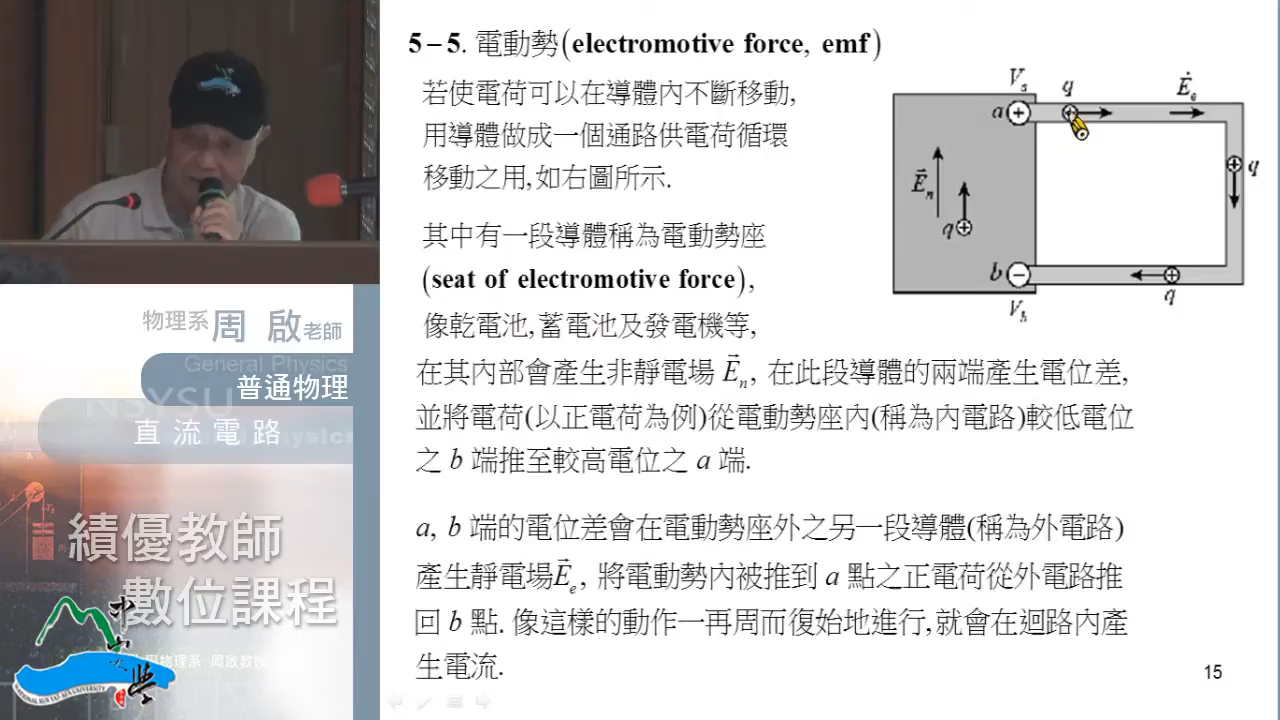 5-5. 電動勢(electromotive force, emf)
若使電荷可以在導體內不斷移動,
用導體做成一個通路供電荷循環
移動之用,如右圖所示.
其中有一段導體稱為電動勢座
(seat of electromotive force),
像乾電池,蓄電池及發電機等,
在其內部會產生非靜電場 E⃗n, 在此段導體的兩端產生電位差,
並將電荷(以正電荷為例)從電動勢座內(稱為內電路)較低電位
之 b 端推至較高電位之 a 端.
a, b 端的電位差會在電動勢座外之另一段導體(稱為外電路)
產生靜電場E⃗e, 將電動勢內被推到 a 點之正電荷從外電路推
回 b 點. 像這樣的動作一再周而復始地進行,就會在迴路內產
生電流.
15
Va
a
q
Ee
q
E⃗n
q
b
q
Vb
物理系 周 啟 老師
General Physics
NSYSU
普通物理
直流電路
績優教師
數位課程
中山大學
NATIONAL SUN YAT-SEN UNIVERSITY